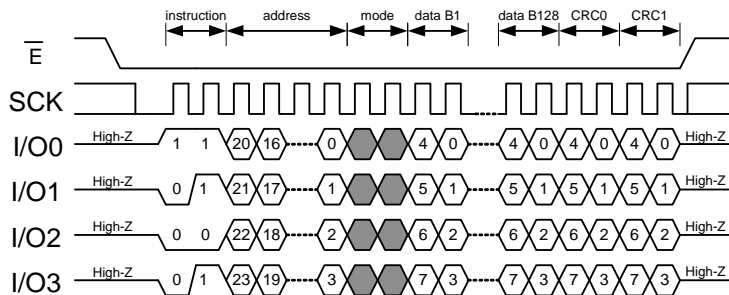 instruction address mode data B1 data B128 CRC0 CRC1
E
SCK
I/O0 High-Z 1 1 20 16 0 4 0 4 0 4 0 4 0 High-Z
I/O1 High-Z 0 1 21 17 1 5 1 5 1 5 1 5 1 High-Z
I/O2 High-Z 0 0 22 18 2 6 2 6 2 6 2 6 2 High-Z
I/O3 High-Z 0 1 23 19 3 7 3 7 3 7 3 7 3 High-Z